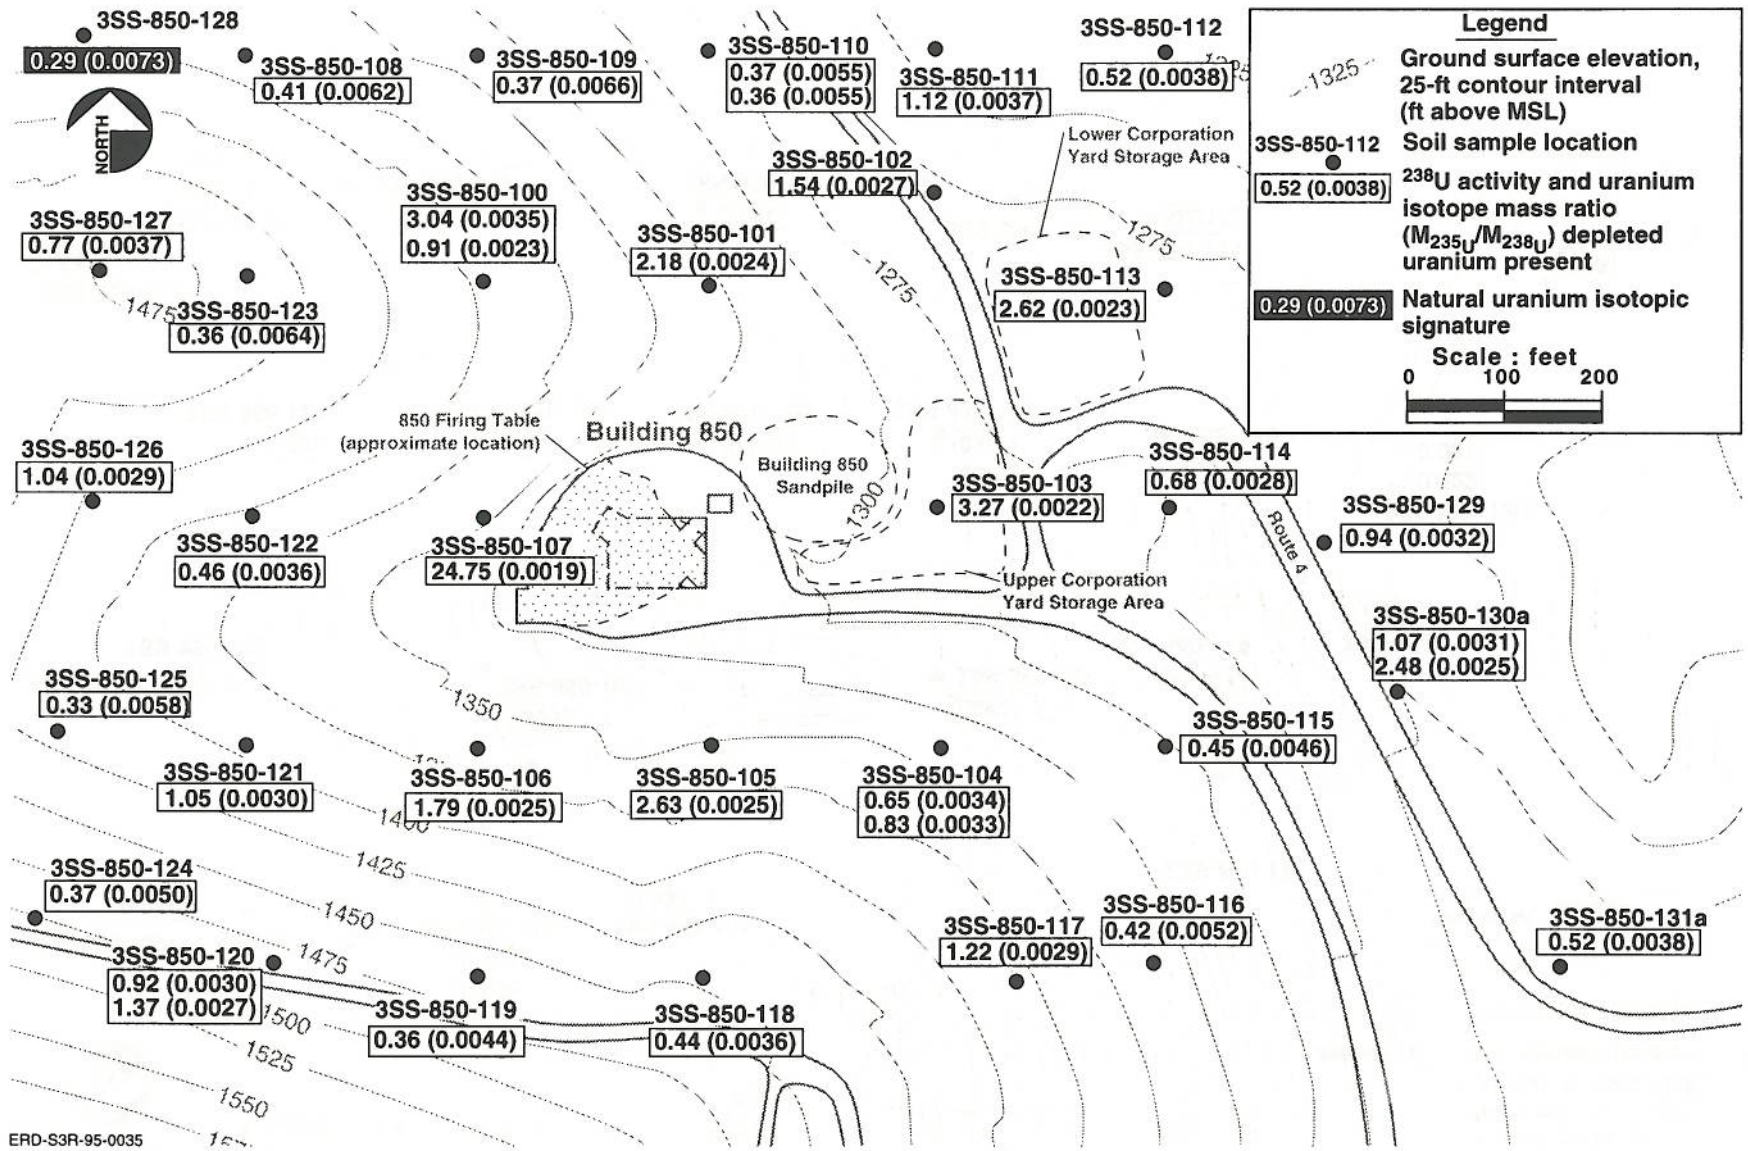 3SS-850-128
0.29 (0.0073)
NORTH
3SS-850-108
0.41 (0.0062)
3SS-850-109
0.37 (0.0066)
3SS-850-110
0.37 (0.0055)
0.36 (0.0055)
3SS-850-111
1.12 (0.0037)
3SS-850-112
0.52 (0.0038)
Legend
1325
Ground surface elevation,
25-ft contour interval
(ft above MSL)
3SS-850-112
Soil sample location
0.52 (0.0038)
238U activity and uranium
isotope mass ratio
(M235U/M238U) depleted
uranium present
0.29 (0.0073)
Natural uranium isotopic
signature
Scale : feet
0 100 200
Lower Corporation
Yard Storage Area
3SS-850-102
1.54 (0.0027)
3SS-850-100
3.04 (0.0035)
0.91 (0.0023)
3SS-850-127
0.77 (0.0037)
3SS-850-101
2.18 (0.0024)
1275
1275
3SS-850-113
2.62 (0.0023)
1475
3SS-850-123
0.36 (0.0064)
850 Firing Table
(approximate location)
Building 850
Building 850
Sandpile
1300
3SS-850-126
1.04 (0.0029)
3SS-850-103
3.27 (0.0022)
3SS-850-114
0.68 (0.0028)
3SS-850-129
0.94 (0.0032)
Route 4
3SS-850-122
0.46 (0.0036)
3SS-850-107
24.75 (0.0019)
Upper Corporation
Yard Storage Area
3SS-850-130a
1.07 (0.0031)
2.48 (0.0025)
3SS-850-125
0.33 (0.0058)
1350
3SS-850-115
0.45 (0.0046)
3SS-850-121
1.05 (0.0030)
3SS-850-106
1.79 (0.0025)
3SS-850-105
2.63 (0.0025)
3SS-850-104
0.65 (0.0034)
0.83 (0.0033)
1400
1425
3SS-850-124
0.37 (0.0050)
1450
3SS-850-117
1.22 (0.0029)
3SS-850-116
0.42 (0.0052)
3SS-850-131a
0.52 (0.0038)
3SS-850-120
0.92 (0.0030)
1.37 (0.0027)
1475
1500
3SS-850-119
0.36 (0.0044)
3SS-850-118
0.44 (0.0036)
1525
1550
ERD-S3R-95-0035